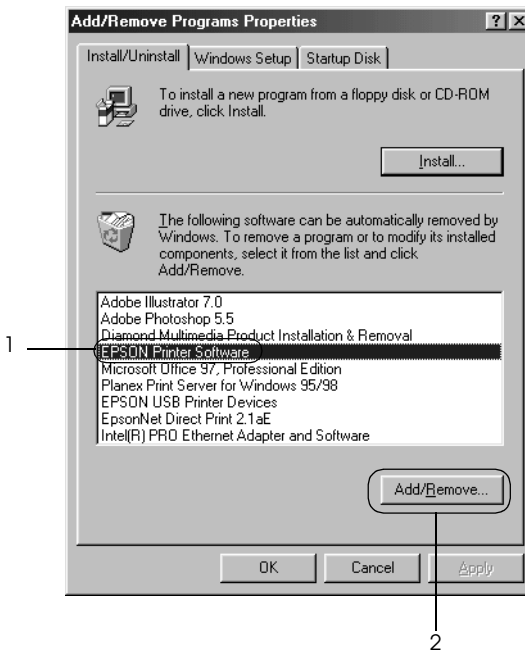 Add/Remove Programs Properties
Install/Uninstall Windows Setup Startup Disk
To install a new program from a floppy disk or CD-ROM
drive, click Install.
Install...
The following software can be automatically removed by
Windows. To remove a program or to modify its installed
components, select it from the list and click
Add/Remove.
Adobe Illustrator 7.0
Adobe Photoshop 5.5
Diamond Multimedia Product Installation & Removal
1
EPSON Printer Software
Microsoft Office 97, Professional Edition
Planex Print Server for Windows 95/98
EPSON USB Printer Devices
EpsonNet Direct Print 2.1aE
Intel(R) PRO Ethernet Adapter and Software
Add/Remove...
OK Cancel Apply
2